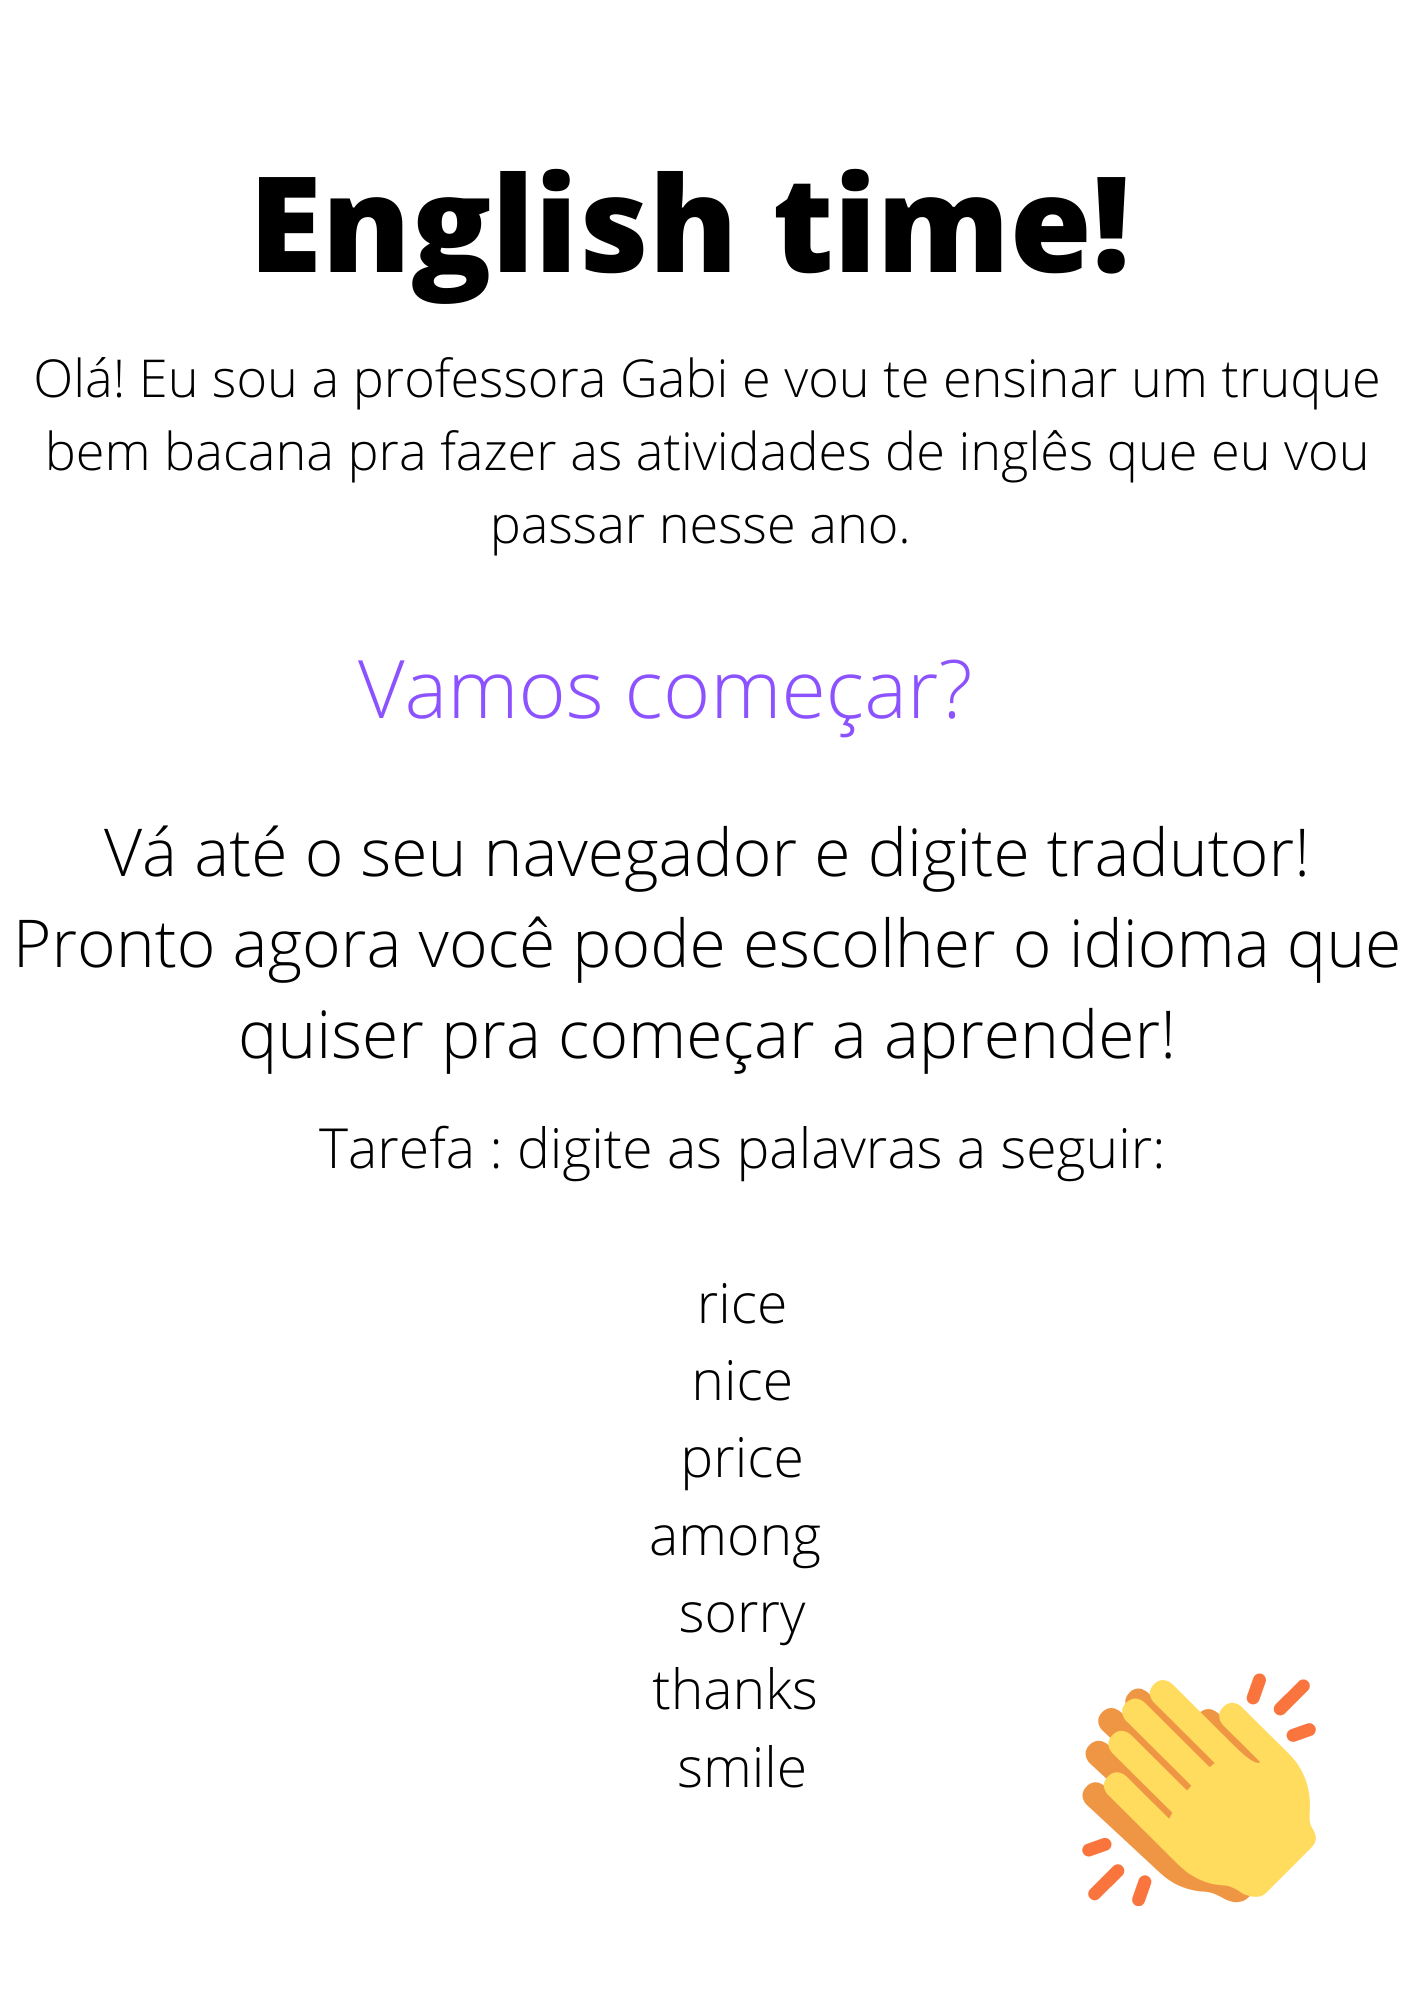 English time!
Olá! Eu sou a professora Gabi e vou te ensinar um truque
bem bacana pra fazer as atividades de inglês que eu vou
passar nesse ano.
Vamos começar?
Vá até o seu navegador e digite tradutor!
Pronto agora você pode escolher o idioma que
quiser pra começar a aprender!
Tarefa : digite as palavras a seguir:
rice
nice
price
among
sorry
thanks
smile